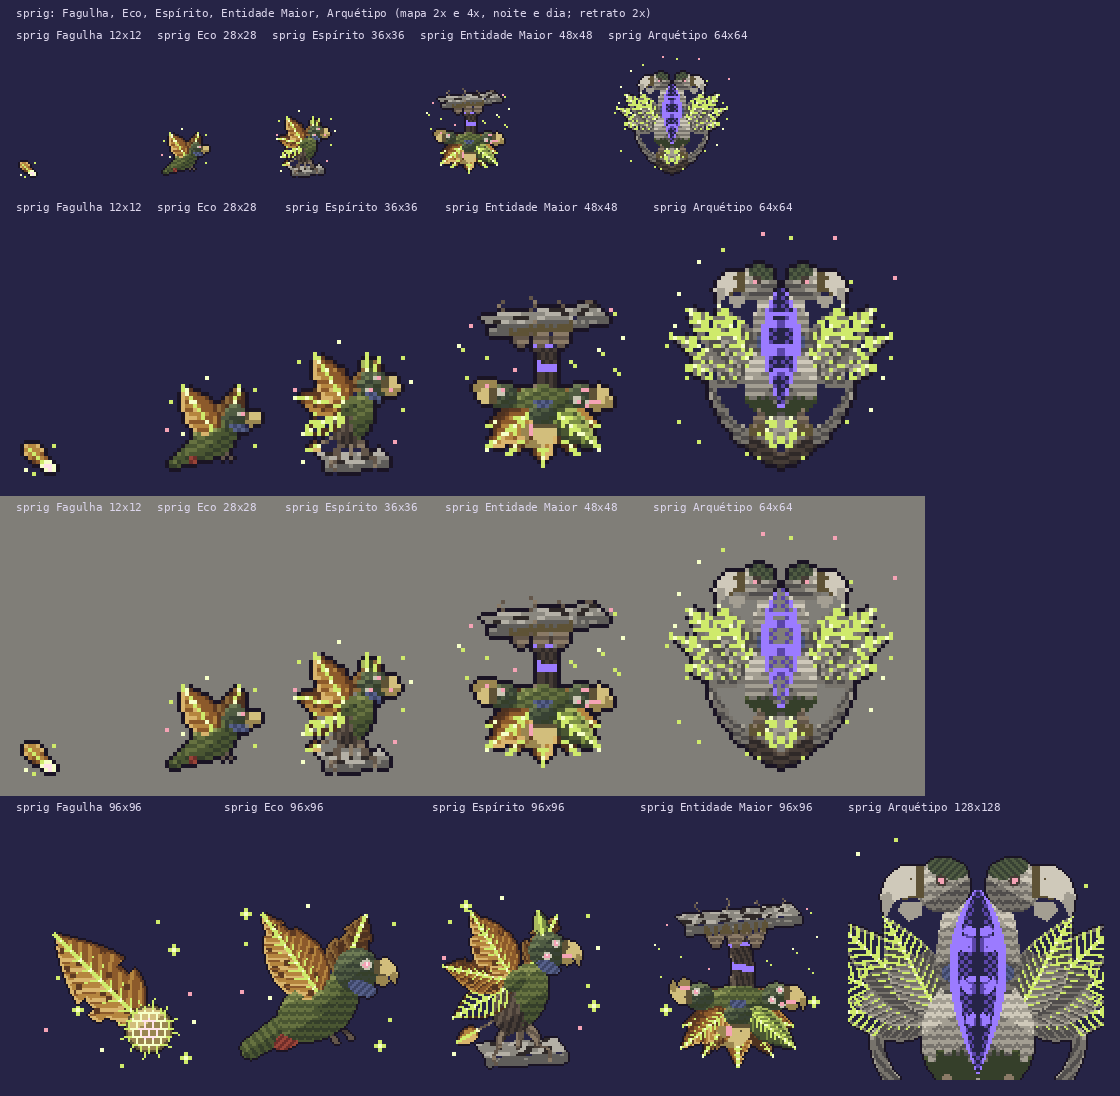 sprig: Fagulha, Eco, Espírito, Entidade Maior, Arquétipo (mapa 2x e 4x, noite e dia; retrato 2x)
sprig Fagulha 12x12 sprig Eco 28x28 sprig Espírito 36x36 sprig Entidade Maior 48x48 sprig Arquétipo 64x64
sprig Fagulha 12x12 sprig Eco 28x28 sprig Espírito 36x36 sprig Entidade Maior 48x48 sprig Arquétipo 64x64
sprig Fagulha 12x12 sprig Eco 28x28 sprig Espírito 36x36 sprig Entidade Maior 48x48 sprig Arquétipo 64x64
sprig Fagulha 96x96 sprig Eco 96x96 sprig Espírito 96x96 sprig Entidade Maior 96x96 sprig Arquétipo 128x128